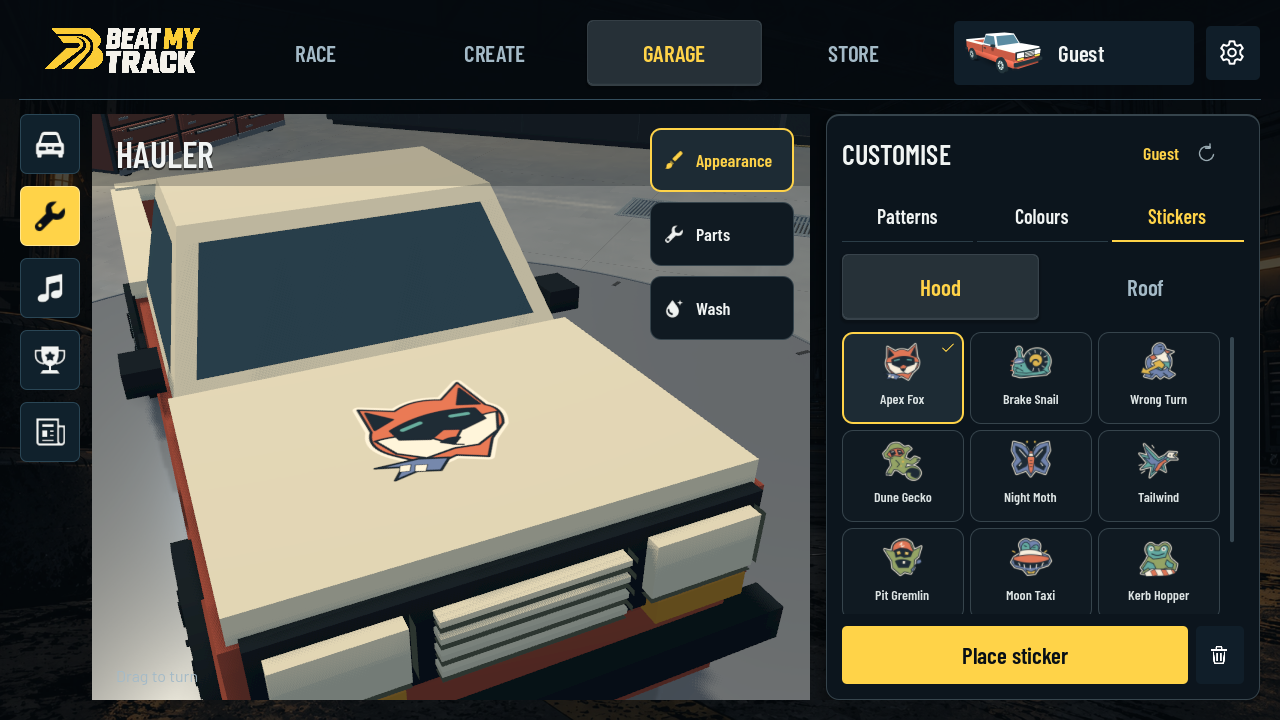 BEAT MY
TRACK
RACE
CREATE
GARAGE
STORE
Guest
HAULER
Appearance
Parts
Wash
Drag to turn
CUSTOMISE
Guest
Patterns
Colours
Stickers
Hood
Roof
Apex Fox
Brake Snail
Wrong Turn
Dune Gecko
Night Moth
Tailwind
Pit Gremlin
Moon Taxi
Kerb Hopper
Place sticker